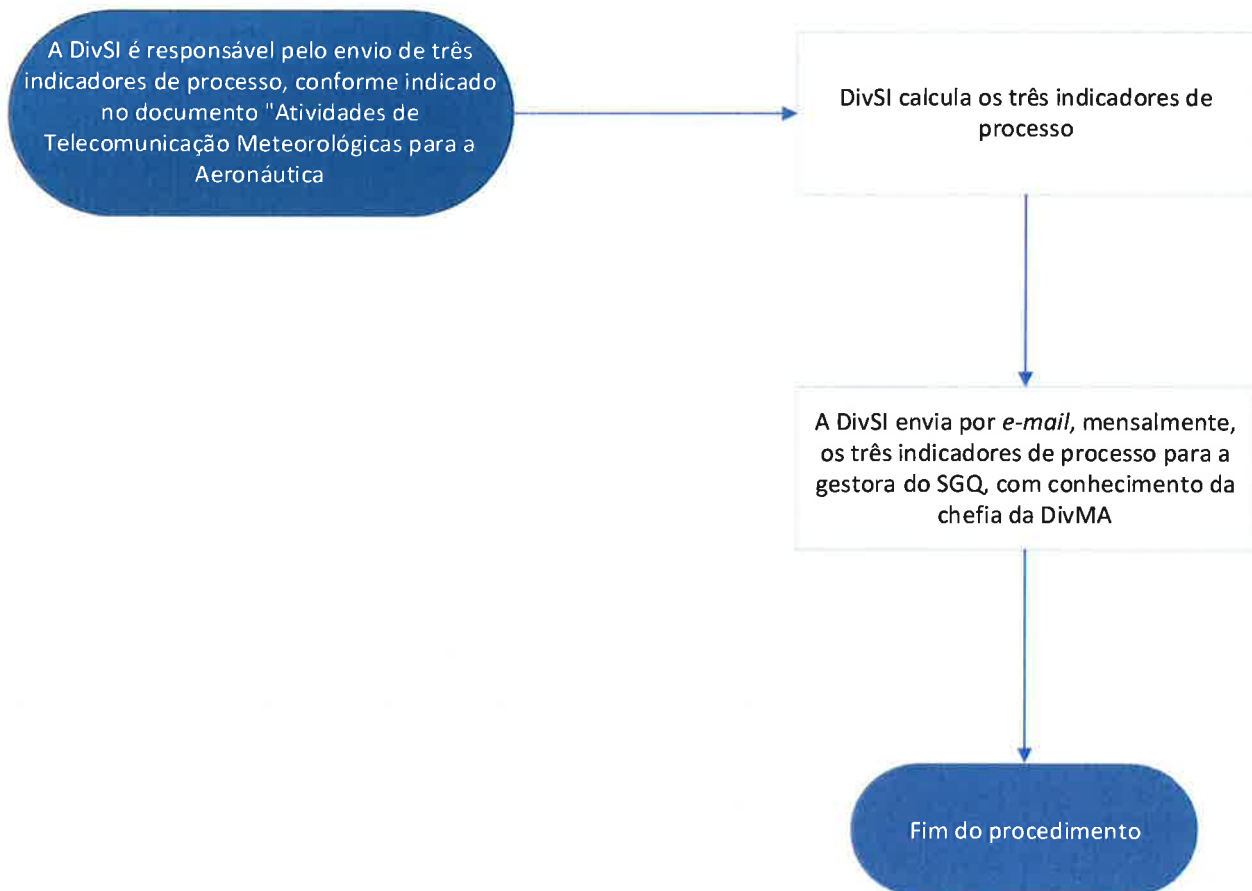 A DivSI é responsável pelo envio de três
indicadores de processo, conforme indicado
no documento "Atividades de
Telecomunicação Meteorológicas para a
Aeronáutica
DivSI calcula os três indicadores de
processo
A DivSI envia por e-mail, mensalmente,
os três indicadores de processo para a
gestora do SGQ, com conhecimento da
chefia da DivMA
Fim do procedimento